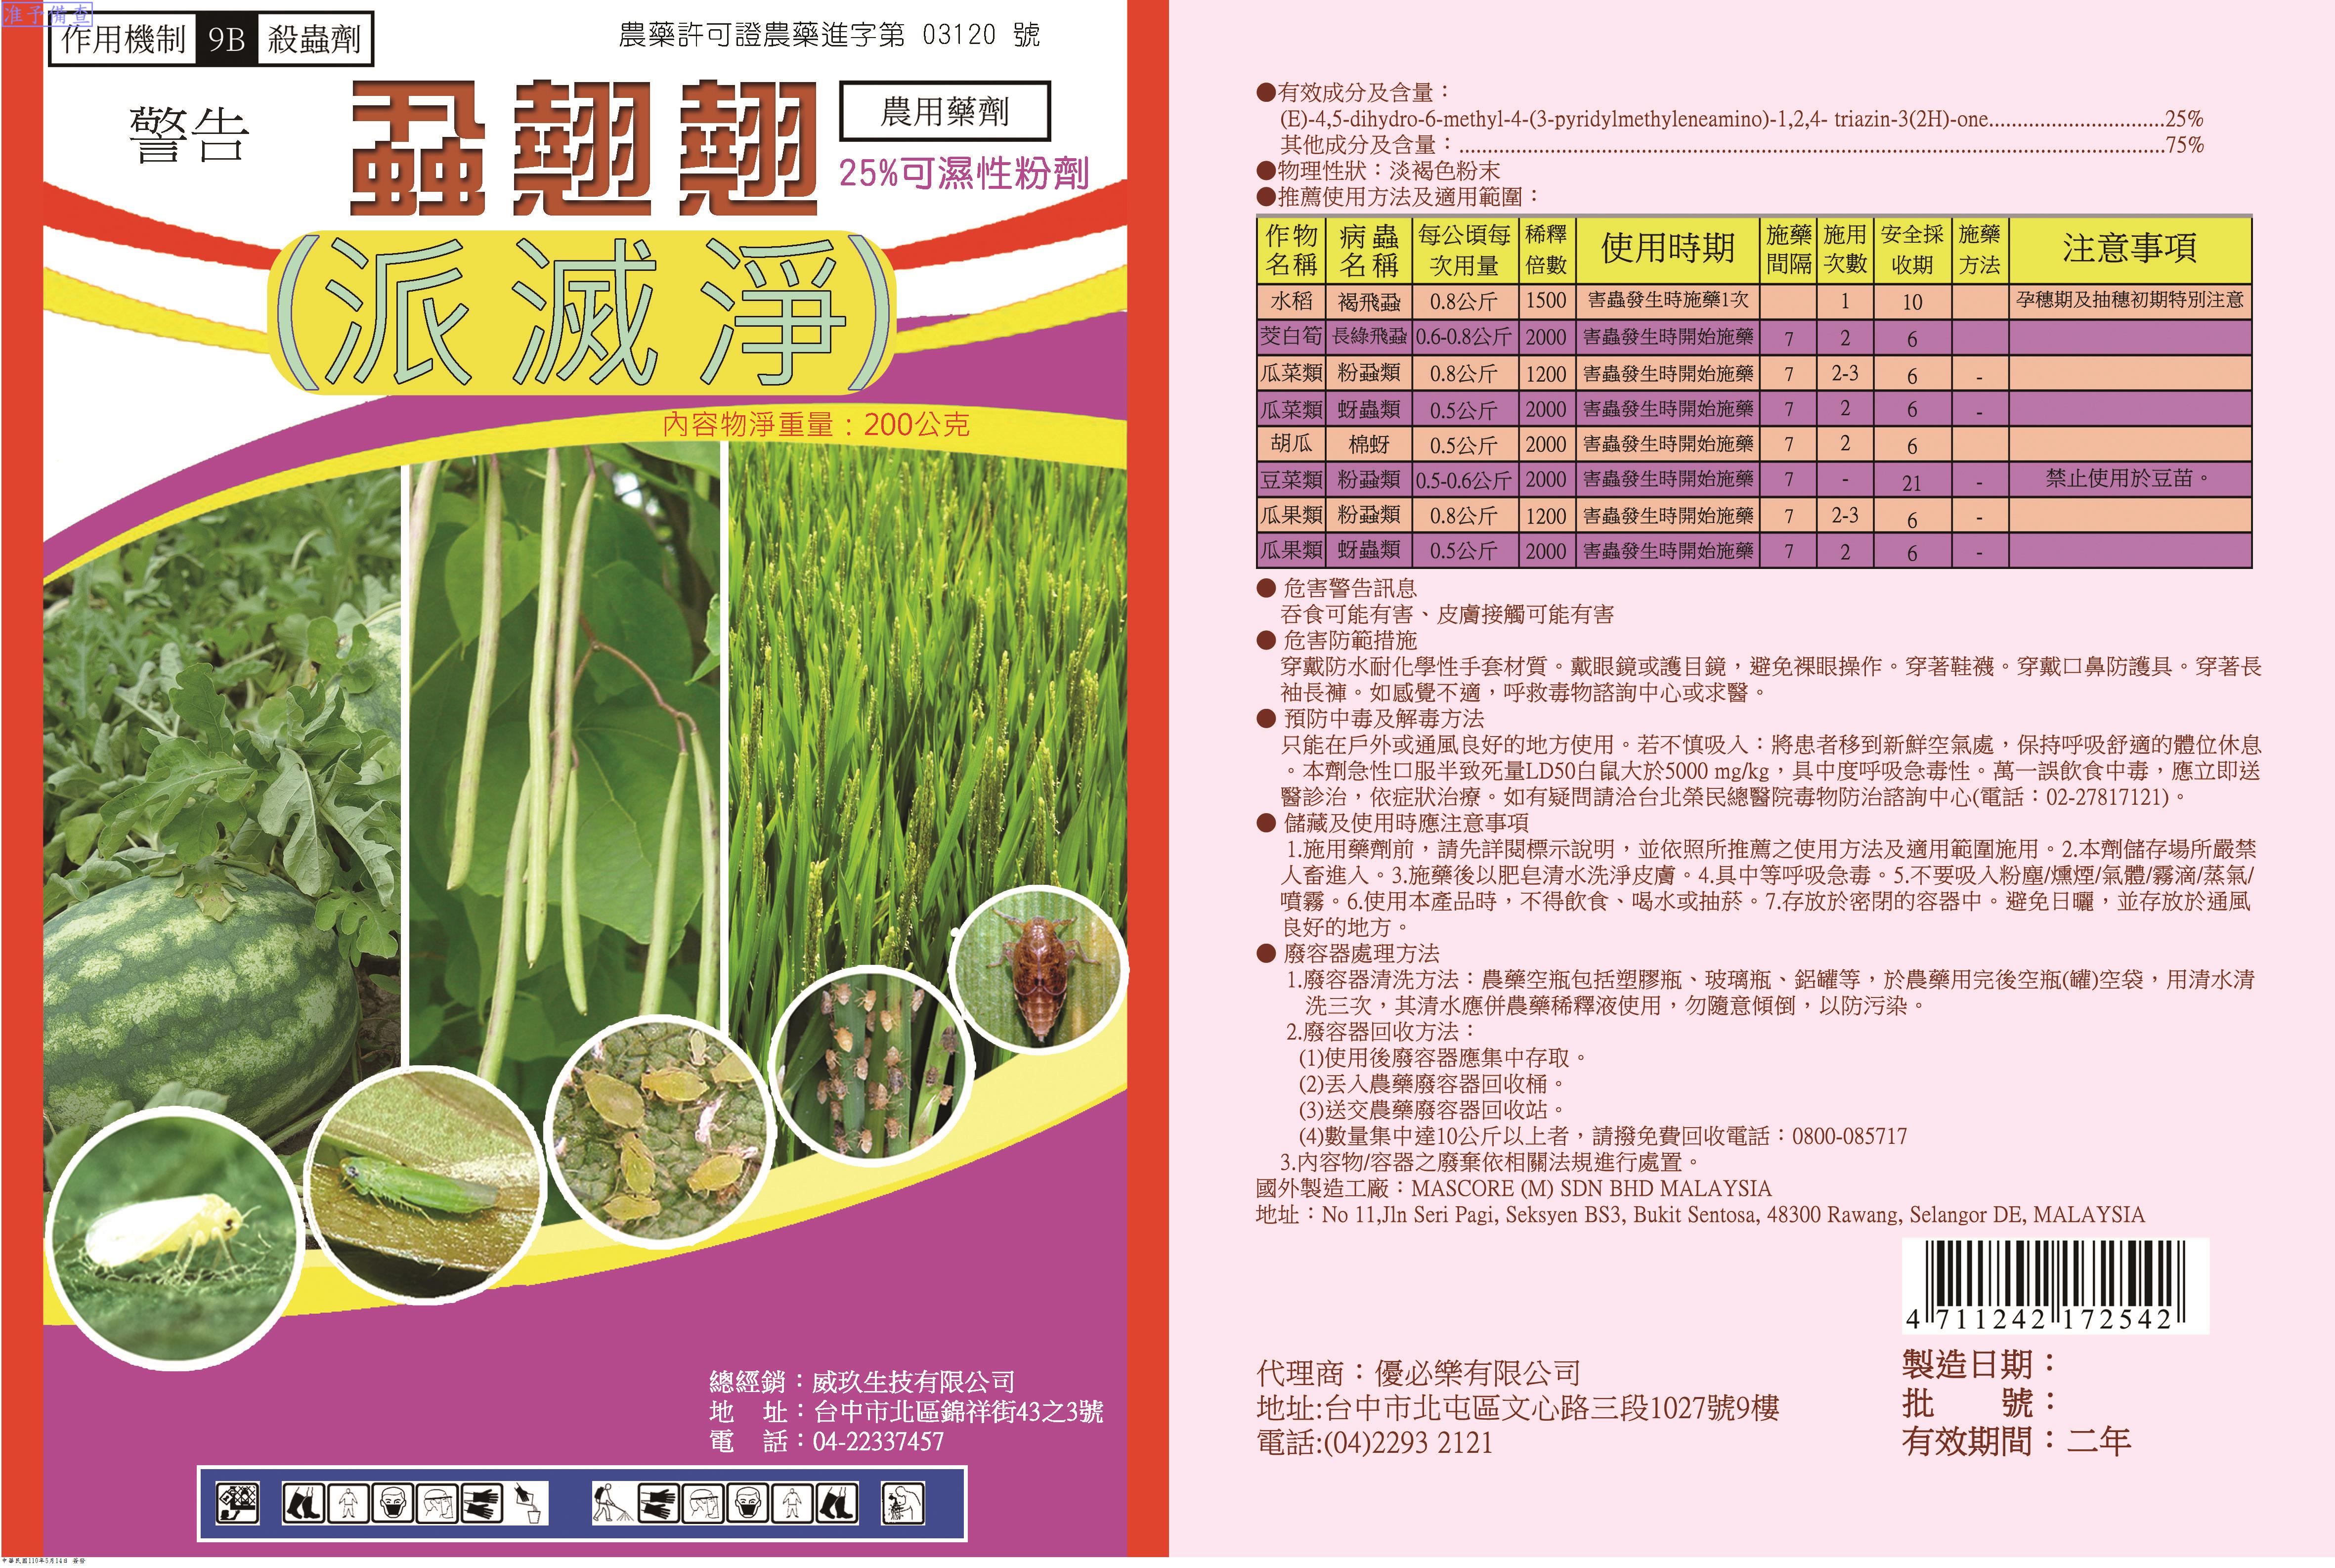 准予備查
作用機制 9B 殺蟲劑
農藥許可證農藥進字第 03120 號
警告
蝨翹翹
農用藥劑
25%可濕性粉劑
(派滅淨)
內容物淨重量：200公克
總經銷：威玖生技有限公司
地　址：台中市北區錦祥街43之3號
電　話：04-22337457
中華民國110年5月14日 簽發
●有效成分及含量：
(E)-4,5-dihydro-6-methyl-4-(3-pyridylmethyleneamino)-1,2,4- triazin-3(2H)-one..............................25%
其他成分及含量：..........................................................................................................................75%
●物理性狀：淡褐色粉末
●推薦使用方法及適用範圍：
作物名稱 病蟲名稱 每公頃每次用量 稀釋倍數 使用時期 施藥間隔 施用次數 安全採收期 施藥方法 注意事項
水稻 褐飛蝨 0.8公斤 1500 害蟲發生時施藥1次 1 10 孕穗期及抽穗初期特別注意
茭白筍 長綠飛蝨 0.6-0.8公斤 2000 害蟲發生時開始施藥 7 2 6
瓜菜類 粉蝨類 0.8公斤 1200 害蟲發生時開始施藥 7 2-3 6 -
瓜菜類 蚜蟲類 0.5公斤 2000 害蟲發生時開始施藥 7 2 6 -
胡瓜 棉蚜 0.5公斤 2000 害蟲發生時開始施藥 7 2 6
豆菜類 粉蝨類 0.5-0.6公斤 2000 害蟲發生時開始施藥 7 - 21 - 禁止使用於豆苗。
瓜果類 粉蝨類 0.8公斤 1200 害蟲發生時開始施藥 7 2-3 6 -
瓜果類 蚜蟲類 0.5公斤 2000 害蟲發生時開始施藥 7 2 6 -
● 危害警告訊息
吞食可能有害、皮膚接觸可能有害
● 危害防範措施
穿戴防水耐化學性手套材質。戴眼鏡或護目鏡，避免裸眼操作。穿著鞋襪。穿戴口鼻防護具。穿著長
袖長褲。如感覺不適，呼救毒物諮詢中心或求醫。
● 預防中毒及解毒方法
只能在戶外或通風良好的地方使用。若不慎吸入：將患者移到新鮮空氣處，保持呼吸舒適的體位休息
。本劑急性口服半致死量LD50白鼠大於5000 mg/kg，具中度呼吸急毒性。萬一誤飲食中毒，應立即送
醫診治，依症狀治療。如有疑問請洽台北榮民總醫院毒物防治諮詢中心(電話：02-27817121)。
● 儲藏及使用時應注意事項
1.施用藥劑前，請先詳閱標示說明，並依照所推薦之使用方法及適用範圍施用。2.本劑儲存場所嚴禁
人畜進入。3.施藥後以肥皂清水洗淨皮膚。4.具中等呼吸急毒。5.不要吸入粉塵/燻煙/氣體/霧滴/蒸氣/
噴霧。6.使用本產品時，不得飲食、喝水或抽菸。7.存放於密閉的容器中。避免日曬，並存放於通風
良好的地方。
● 廢容器處理方法
1.廢容器清洗方法：農藥空瓶包括塑膠瓶、玻璃瓶、鋁罐等，於農藥用完後空瓶(罐)空袋，用清水清
洗三次，其清水應併農藥稀釋液使用，勿隨意傾倒，以防污染。
2.廢容器回收方法：
(1)使用後廢容器應集中存取。
(2)丟入農藥廢容器回收桶。
(3)送交農藥廢容器回收站。
(4)數量集中達10公斤以上者，請撥免費回收電話：0800-085717
3.內容物/容器之廢棄依相關法規進行處置。
國外製造工廠：MASCORE (M) SDN BHD MALAYSIA
地址：No 11,Jln Seri Pagi, Seksyen BS3, Bukit Sentosa, 48300 Rawang, Selangor DE, MALAYSIA
4 711242 172542
代理商：優必樂有限公司
地址:台中市北屯區文心路三段1027號9樓
電話:(04)2293 2121
製造日期：
批　　號：
有效期間：二年